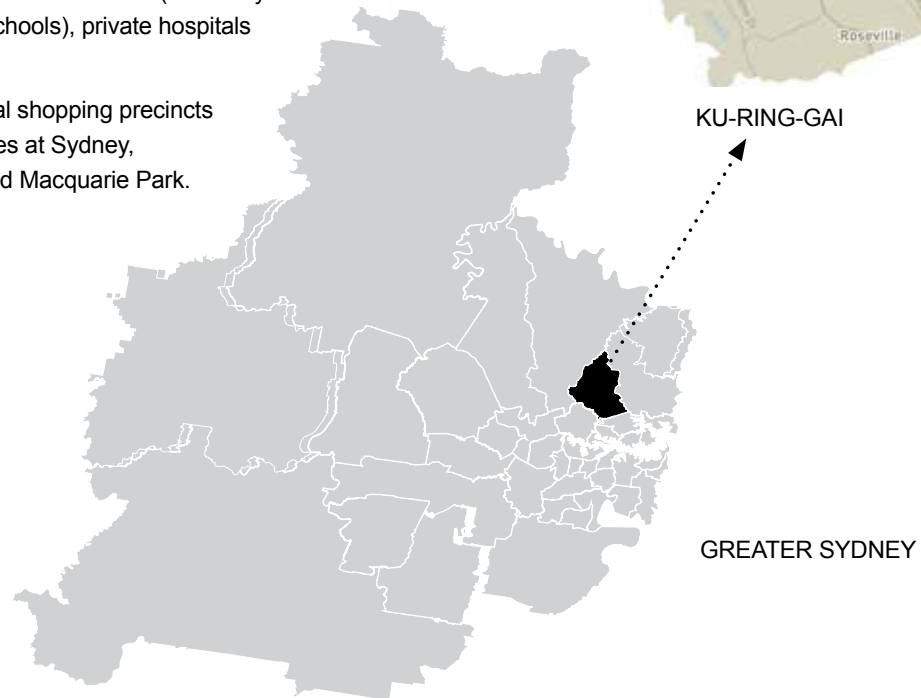 chools), private hospitals
al shopping precincts
es at Sydney,
d Macquarie Park.
Roseville
KU-RING-GAI
GREATER SYDNEY